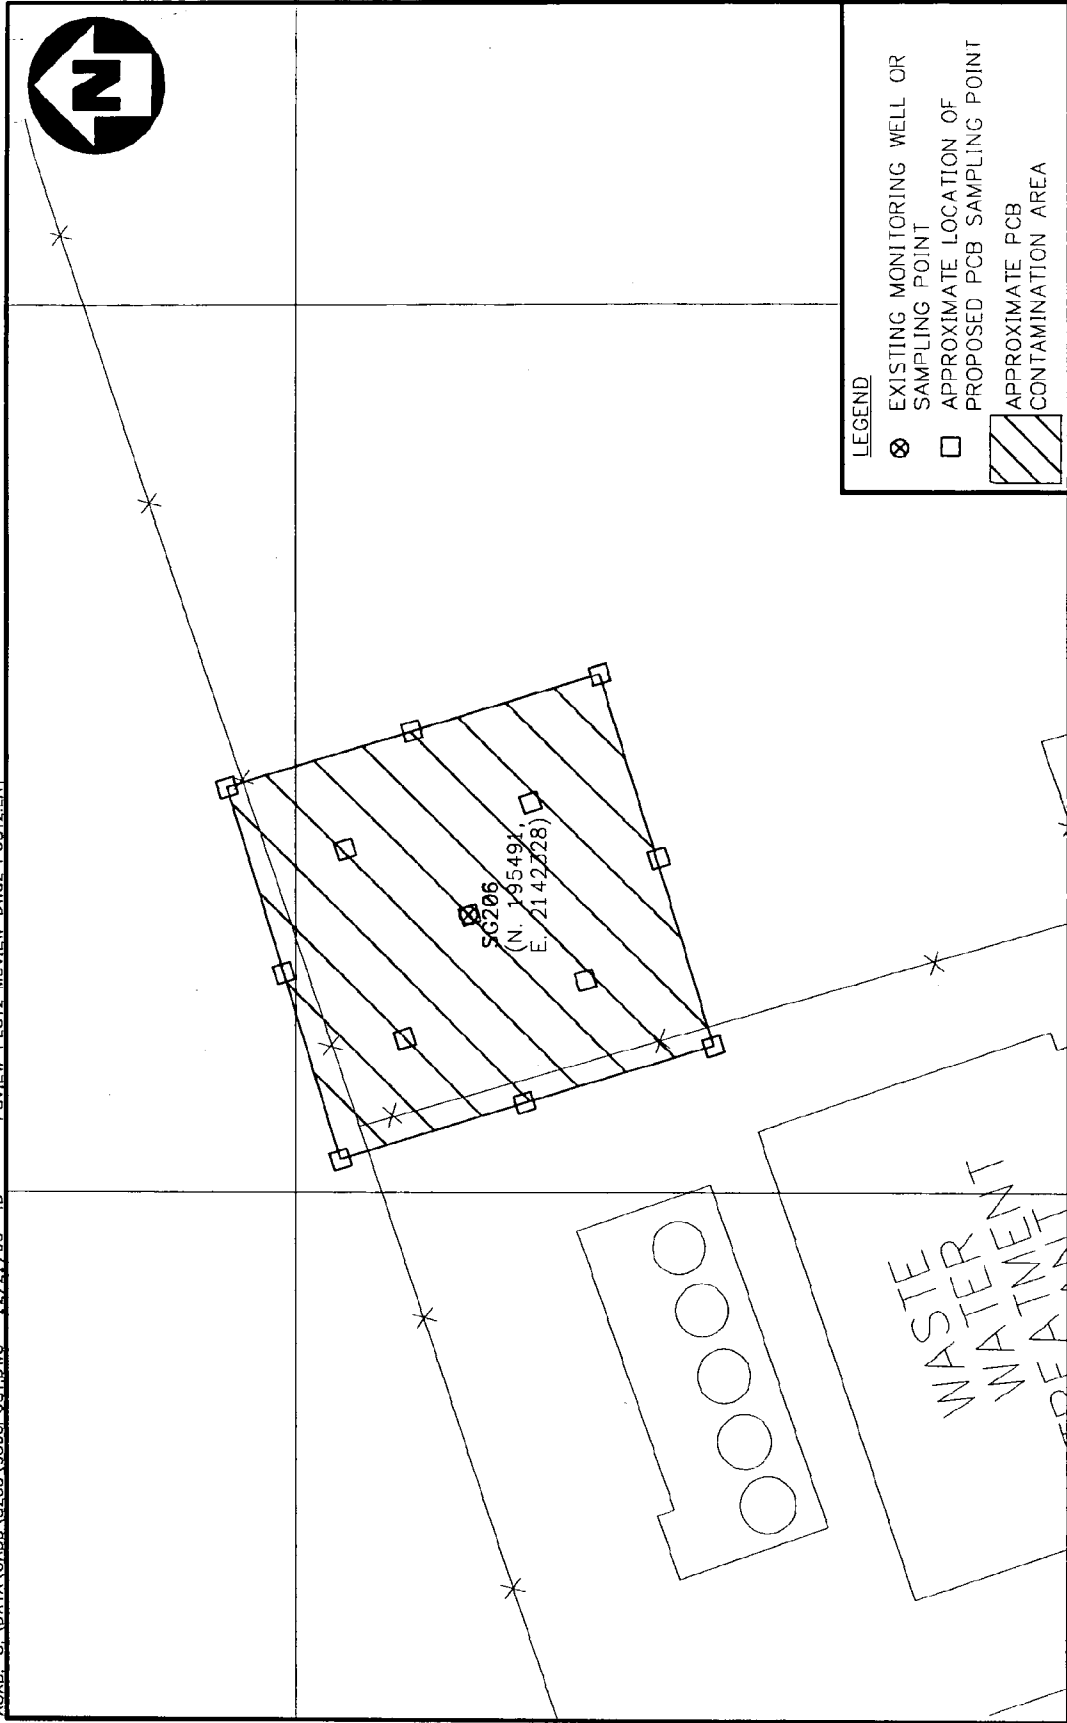 N
SG206
(N. 195491,
E. 2142328)
WASTE
WATER
TREATMENT
LEGEND
EXISTING MONITORING WELL OR
SAMPLING POINT
APPROXIMATE LOCATION OF
PROPOSED PCB SAMPLING POINT
APPROXIMATE PCB
CONTAMINATION AREA